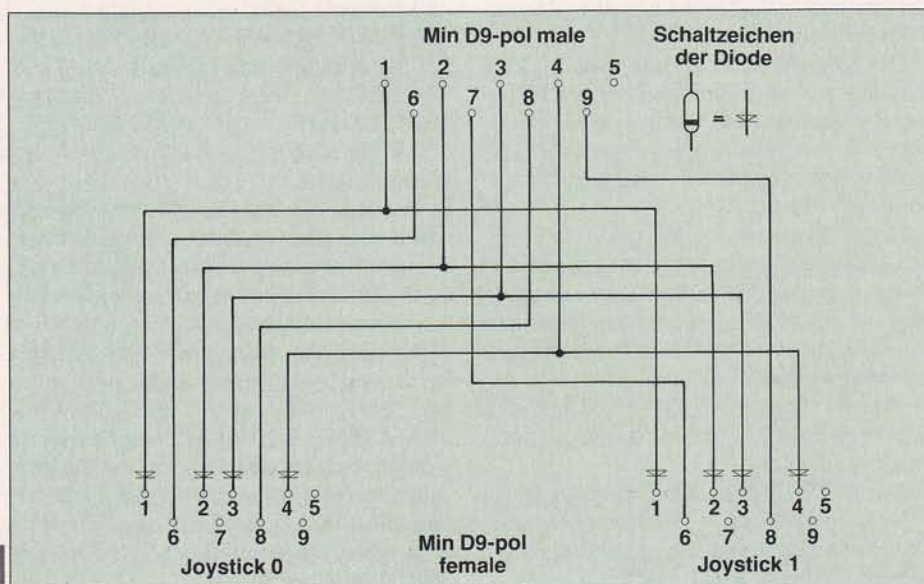 Min D9-pol male
Schaltzeichen
der Diode
1 2 3 4 5
6 7 8 9
=
1 2 3 4 5
6 7 8 9
Joystick 0
Min D9-pol
female
1 2 3 4 5
6 7 8 9
Joystick 1